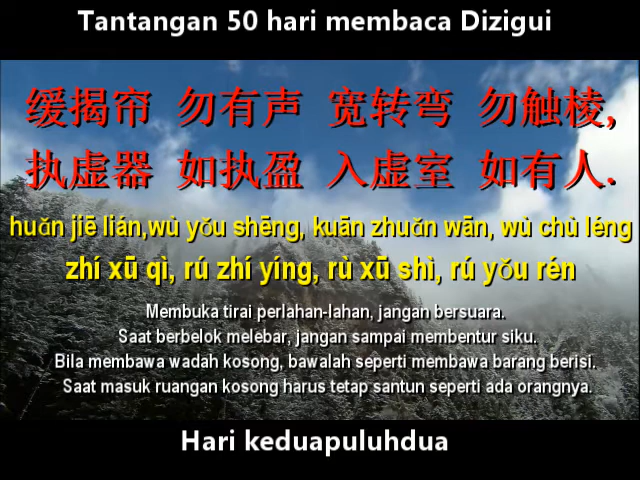 Tantangan 50 hari membaca Dizigui
缓揭帘 勿有声 宽转弯 勿触棱,
执虚器 如执盈 入虚室 如有人.
huǎn jiē lián,wù yǒu shēng, kuān zhuǎn wān, wù chù léng
zhí xū qì, rú zhí yíng, rù xū shì, rú yǒu rén
Membuka tirai perlahan-lahan, jangan bersuara.
Saat berbelok melebar, jangan sampai membentur siku.
Bila membawa wadah kosong, bawalah seperti membawa barang berisi.
Saat masuk ruangan kosong harus tetap santun seperti ada orangnya.
Hari keduapuluhdua